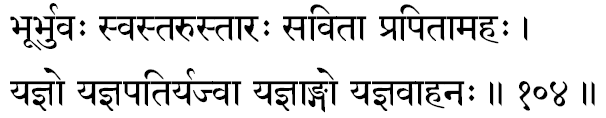 भूर्भुवः स्वस्तरुस्तारः सविता प्रपितामहः ।
यज्ञो यज्ञपतिर्यज्वा यज्ञाङ्गो यज्ञवाहनः ॥ १०४ ॥